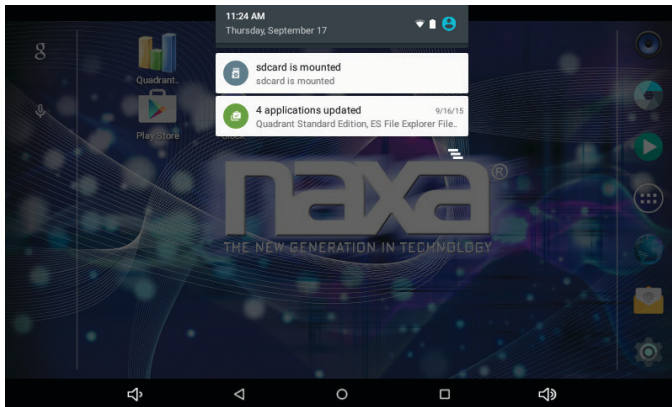 11:24 AM
Thursday, September 17
sdcard is mounted
sdcard is mounted
4 applications updated 9/16/15
Quadrant Standard Edition, ES File Explorer File..
g
Quadrant..
Play Store
Clock
naxa®
THE NEW GENERATION IN TECHNOLOGY